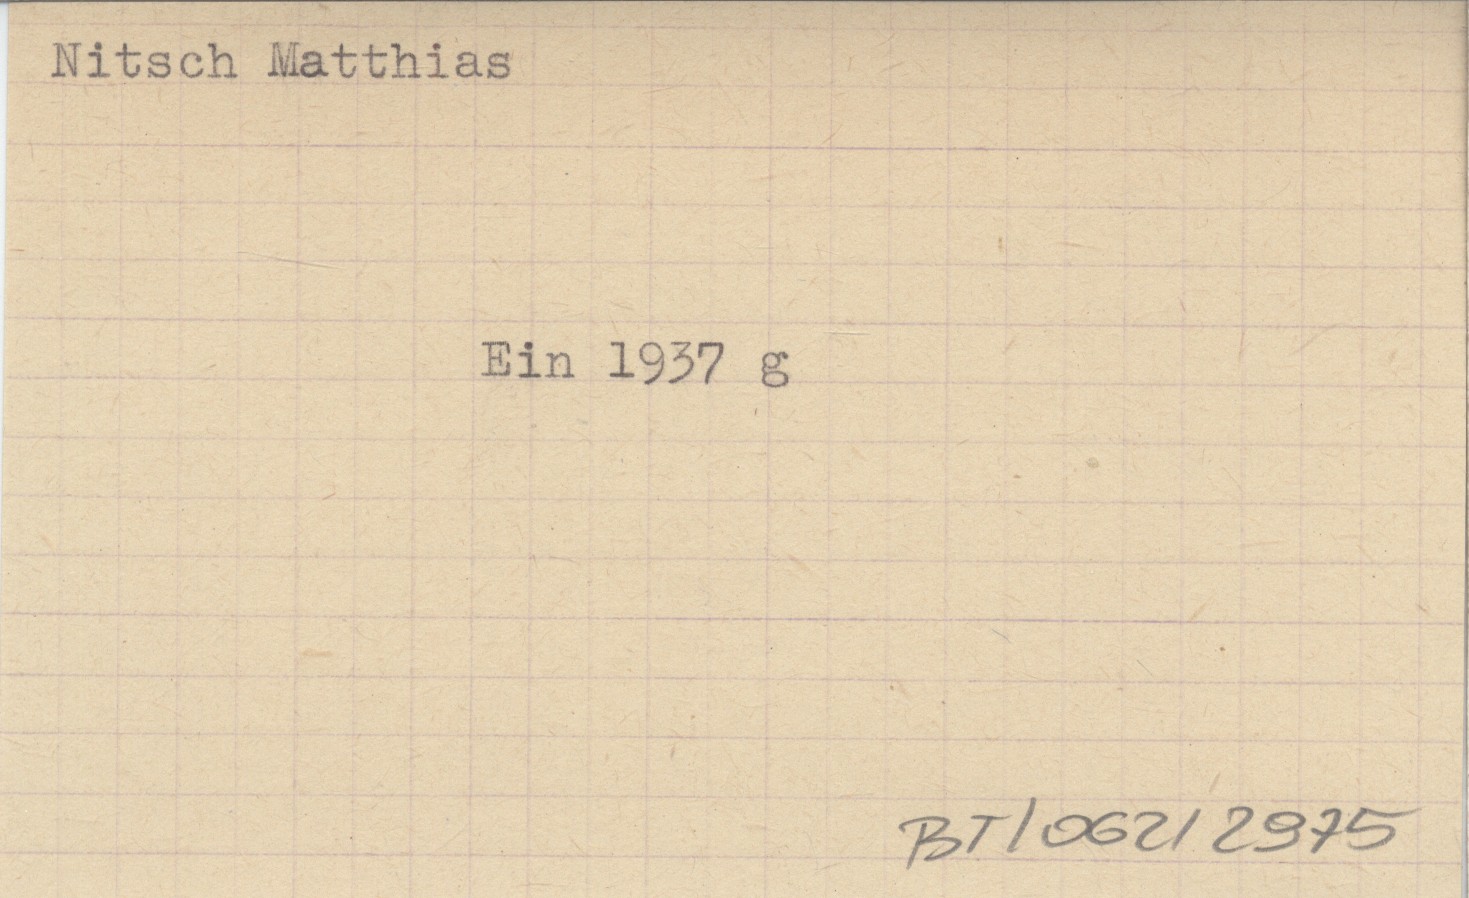 Nitsch Matthias
Ein 1937 g
BT/062/2975